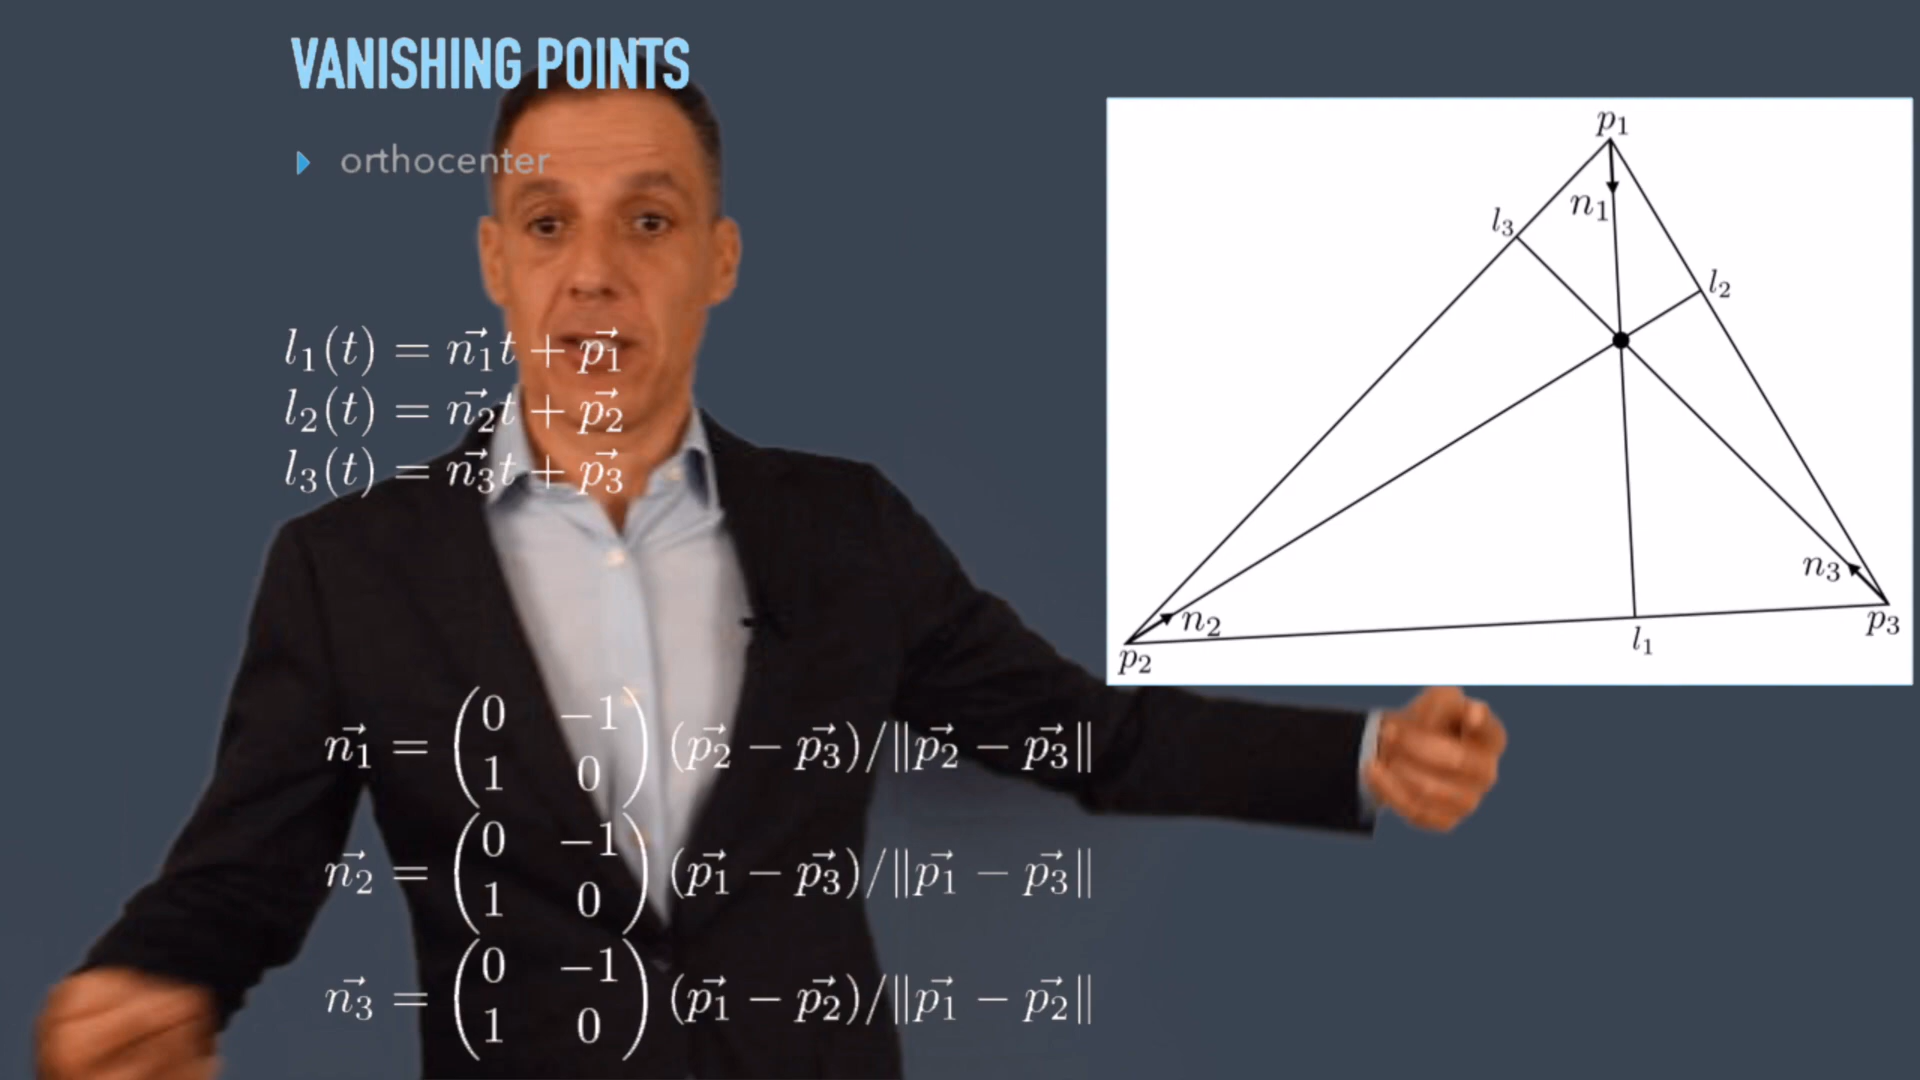 VANISHING POINTS
orthocenter
l₁(t) = n⃗₁t + p⃗₁
l₂(t) = n⃗₂t + p⃗₂
l₃(t) = n⃗₃t + p⃗₃
n⃗₁ = (0 −1
1 0) (p⃗₂ − p⃗₃)/‖p⃗₂ − p⃗₃‖
n⃗₂ = (0 −1
1 0) (p⃗₁ − p⃗₃)/‖p⃗₁ − p⃗₃‖
n⃗₃ = (0 −1
1 0) (p⃗₁ − p⃗₂)/‖p⃗₁ − p⃗₂‖
p₁
n₁
l₃
l₂
n₃
n₂
p₃
l₁
p₂